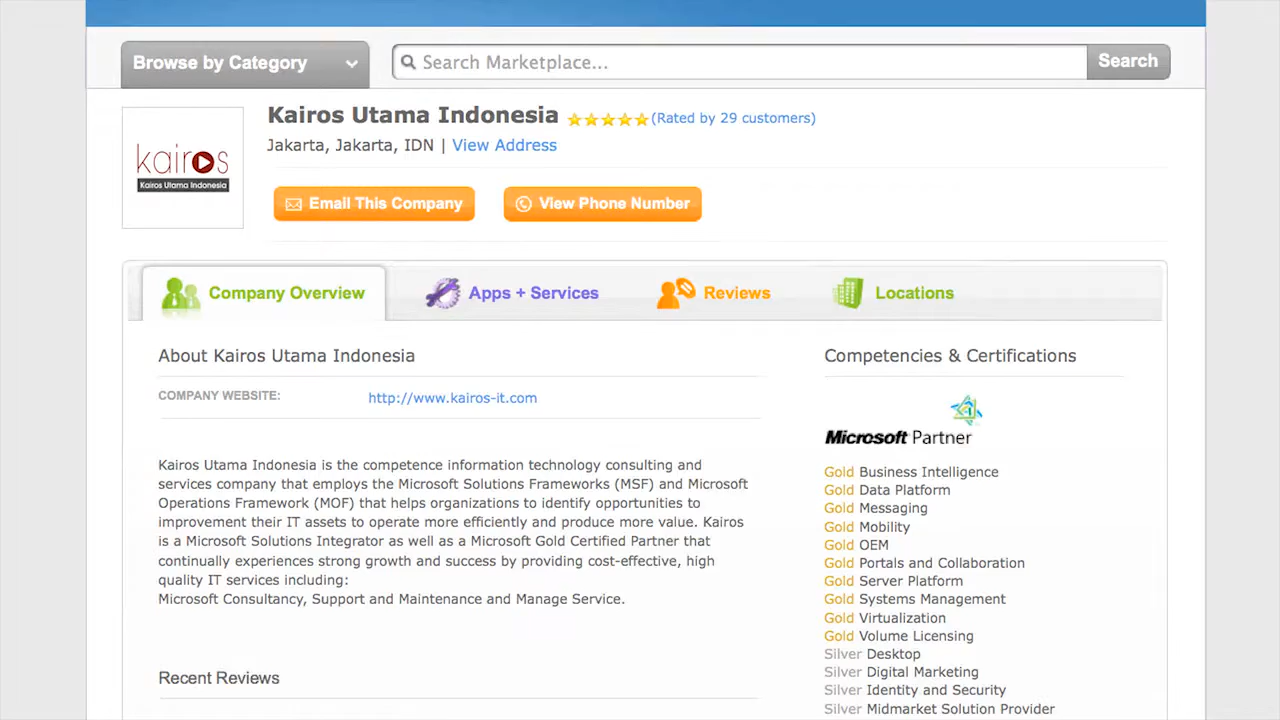 Browse by Category
Search Marketplace...
Search
kairos
Kairos Utama Indonesia
Kairos Utama Indonesia (Rated by 29 customers)
Jakarta, Jakarta, IDN | View Address
Email This Company
View Phone Number
Company Overview
Apps + Services
Reviews
Locations
About Kairos Utama Indonesia
COMPANY WEBSITE: http://www.kairos-it.com
Kairos Utama Indonesia is the competence information technology consulting and
services company that employs the Microsoft Solutions Frameworks (MSF) and Microsoft
Operations Framework (MOF) that helps organizations to identify opportunities to
improvement their IT assets to operate more efficiently and produce more value. Kairos
is a Microsoft Solutions Integrator as well as a Microsoft Gold Certified Partner that
continually experiences strong growth and success by providing cost-effective, high
quality IT services including:
Microsoft Consultancy, Support and Maintenance and Manage Service.
Recent Reviews
Competencies & Certifications
Microsoft Partner
Gold Business Intelligence
Gold Data Platform
Gold Messaging
Gold Mobility
Gold OEM
Gold Portals and Collaboration
Gold Server Platform
Gold Systems Management
Gold Virtualization
Gold Volume Licensing
Silver Desktop
Silver Digital Marketing
Silver Identity and Security
Silver Midmarket Solution Provider